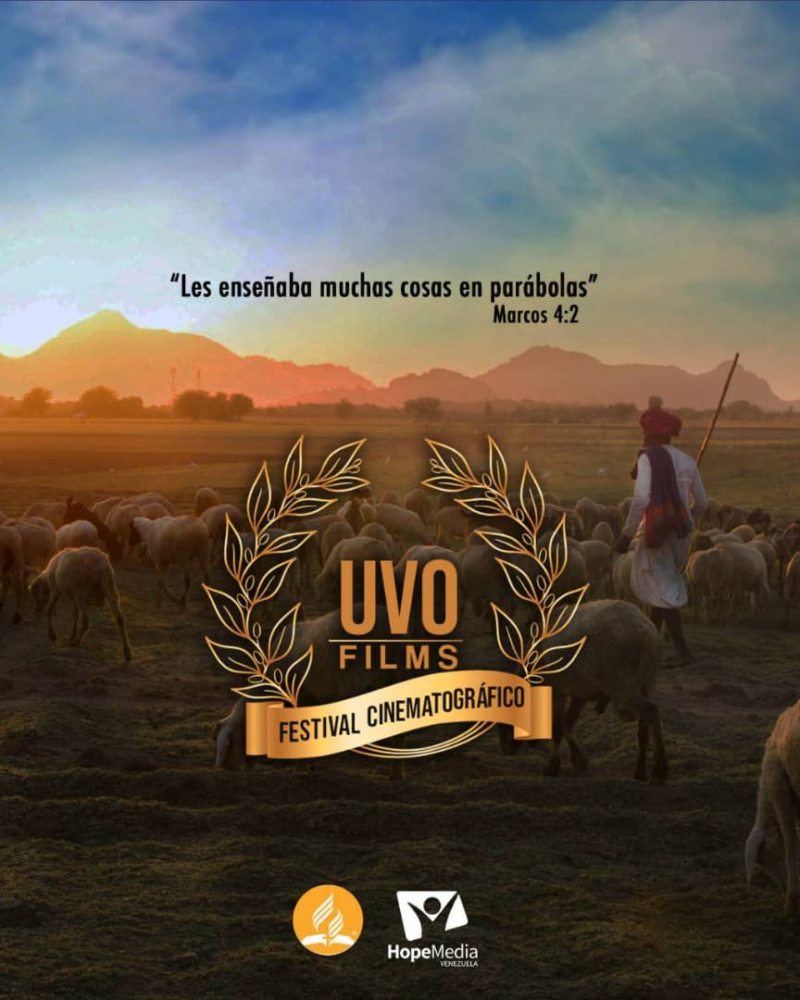 “Les enseñaba muchas cosas en parábolas”
Marcos 4:2
UVO
FILMS
FESTIVAL CINEMATOGRÁFICO
HopeMedia
VENEZUELA